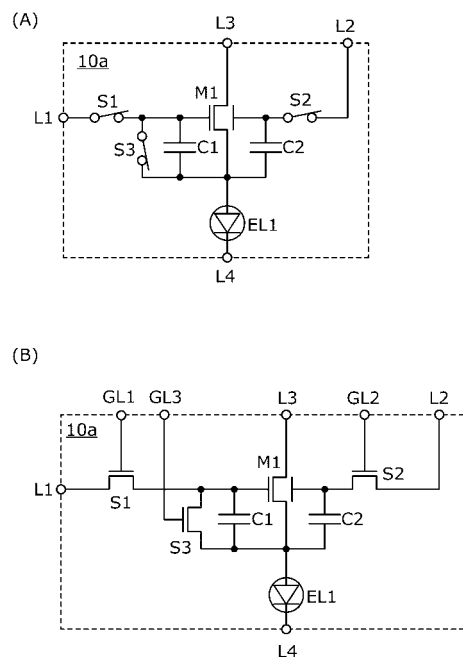 (A)
L3 L2
10a
M1
S1 S2
L1
S3 C1 C2
EL1
L4
(B)
GL1 GL3 L3 GL2 L2
10a
M1
L1 S1 S2
S3 C1 C2
EL1
L4